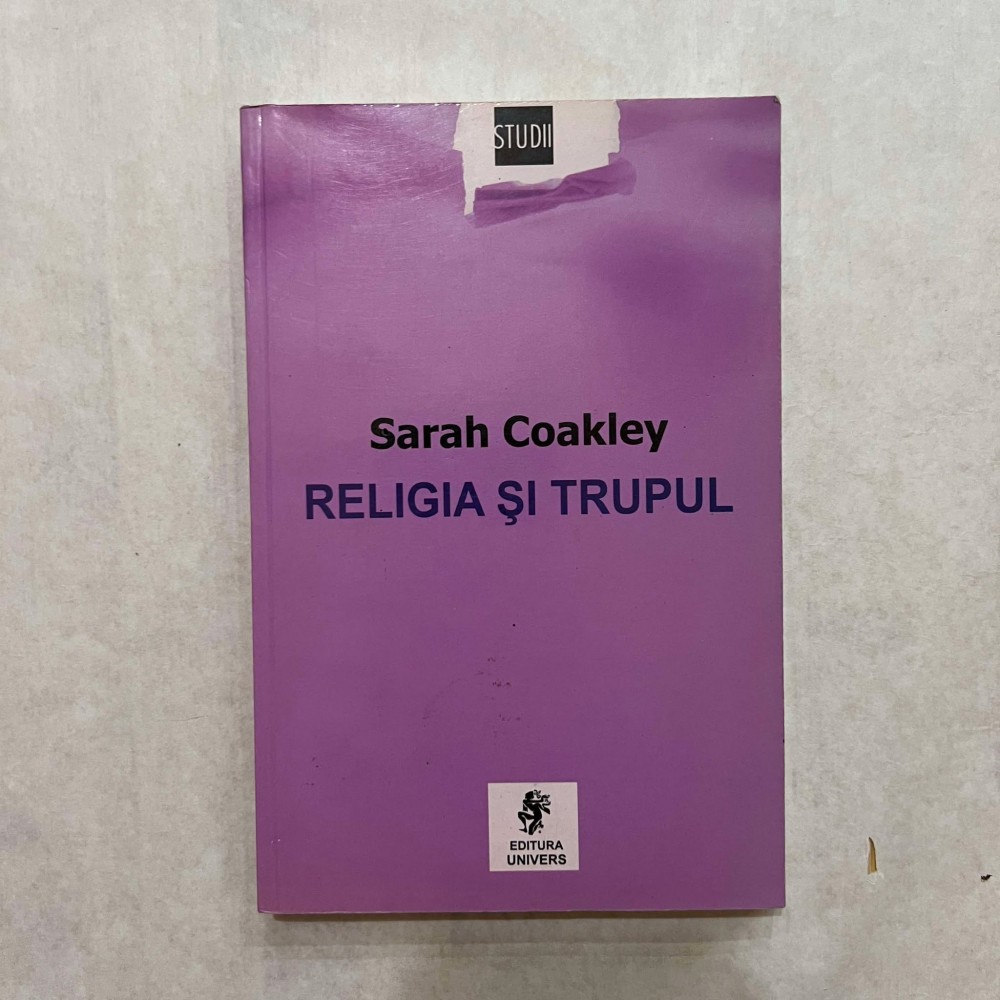 STUDII
Sarah Coakley
RELIGIA ŞI TRUPUL
EDITURA
UNIVERS